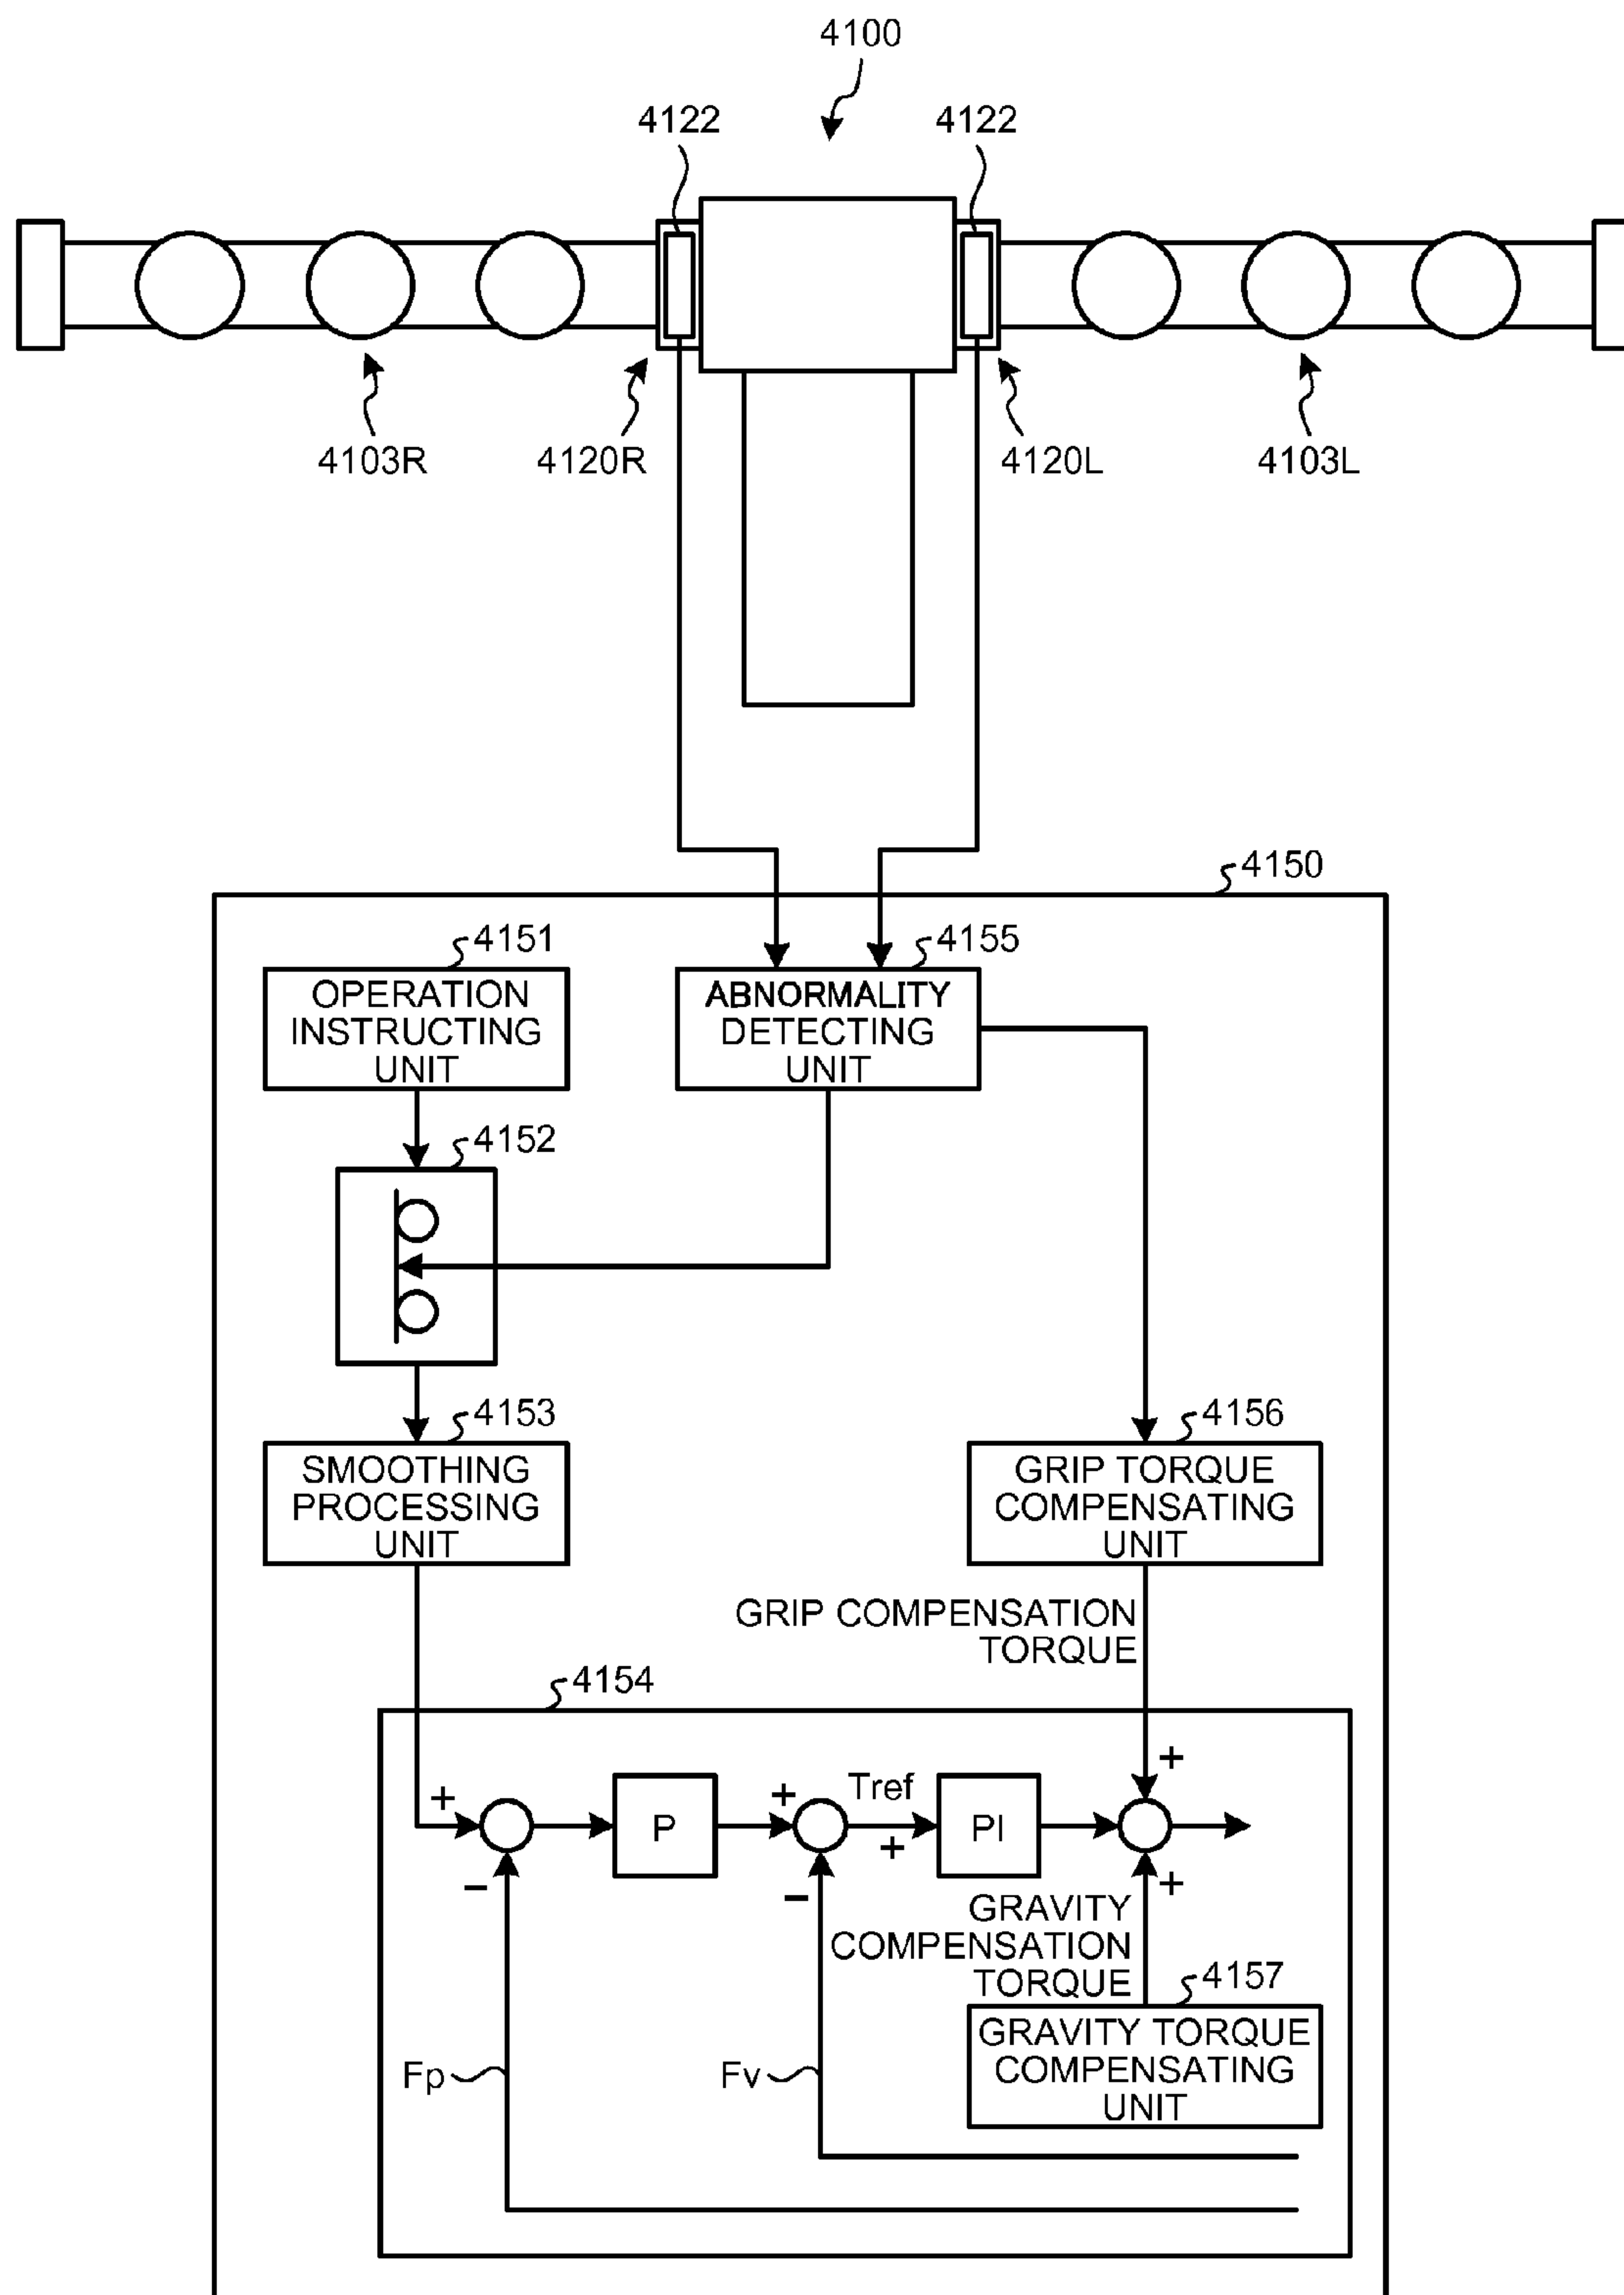 4100
4122
4122
4103R
4120R
4120L
4103L
4150
4151
4155
OPERATION
INSTRUCTING
UNIT
ABNORMALITY
DETECTING
UNIT
4152
4153
4156
SMOOTHING
PROCESSING
UNIT
GRIP TORQUE
COMPENSATING
UNIT
GRIP COMPENSATION
TORQUE
4154
+
+
+
Tref
P
PI
+
−
−
+
GRAVITY
COMPENSATION
TORQUE
4157
GRAVITY TORQUE
COMPENSATING
UNIT
Fp
Fv